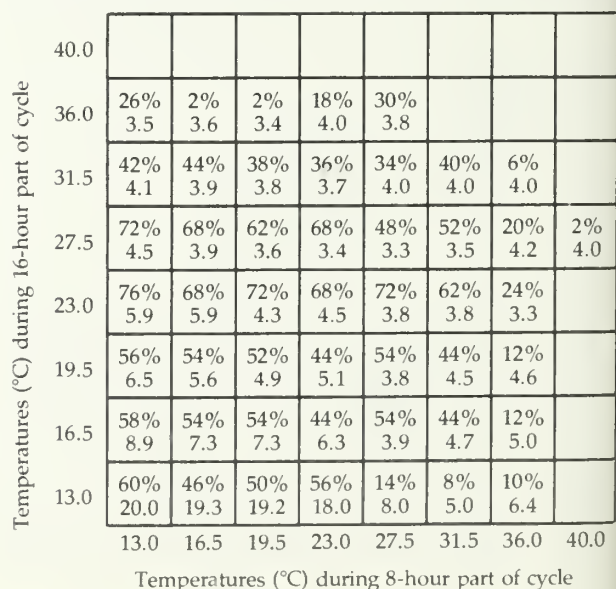 Temperatures (°C) during 16-hour part of cycle
40.0
36.0 26% 2% 2% 18% 30%
3.5 3.6 3.4 4.0 3.8
31.5 42% 44% 38% 36% 34% 40% 6%
4.1 3.9 3.8 3.7 4.0 4.0 4.0
27.5 72% 68% 62% 68% 48% 52% 20% 2%
4.5 3.9 3.6 3.4 3.3 3.5 4.2 4.0
23.0 76% 68% 72% 68% 72% 62% 24%
5.9 5.9 4.3 4.5 3.8 3.8 3.3
19.5 56% 54% 52% 44% 54% 44% 12%
6.5 5.6 4.9 5.1 3.8 4.5 4.6
16.5 58% 54% 54% 44% 54% 44% 12%
8.9 7.3 7.3 6.3 3.9 4.7 5.0
13.0 60% 46% 50% 56% 14% 8% 10%
20.0 19.3 19.2 18.0 8.0 5.0 6.4
13.0 16.5 19.5 23.0 27.5 31.5 36.0 40.0
Temperatures (°C) during 8-hour part of cycle